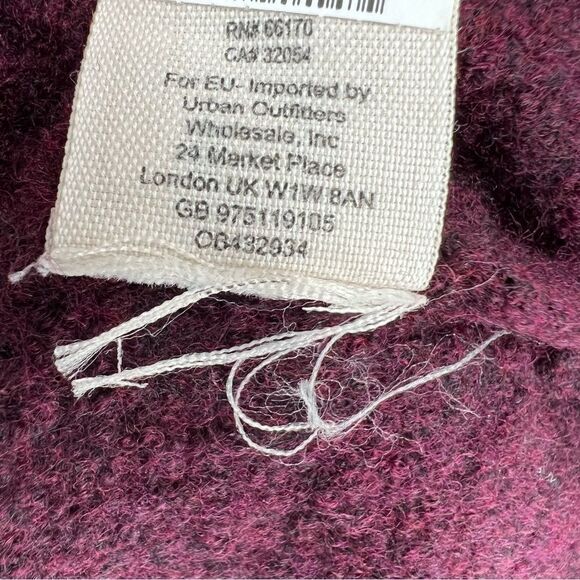 RN# 66170
CA# 32054
For EU- Imported by
Urban Outfitters
Wholesale, Inc
24 Market Place
London UK W1W 8AN
GB 975119105
OB432934